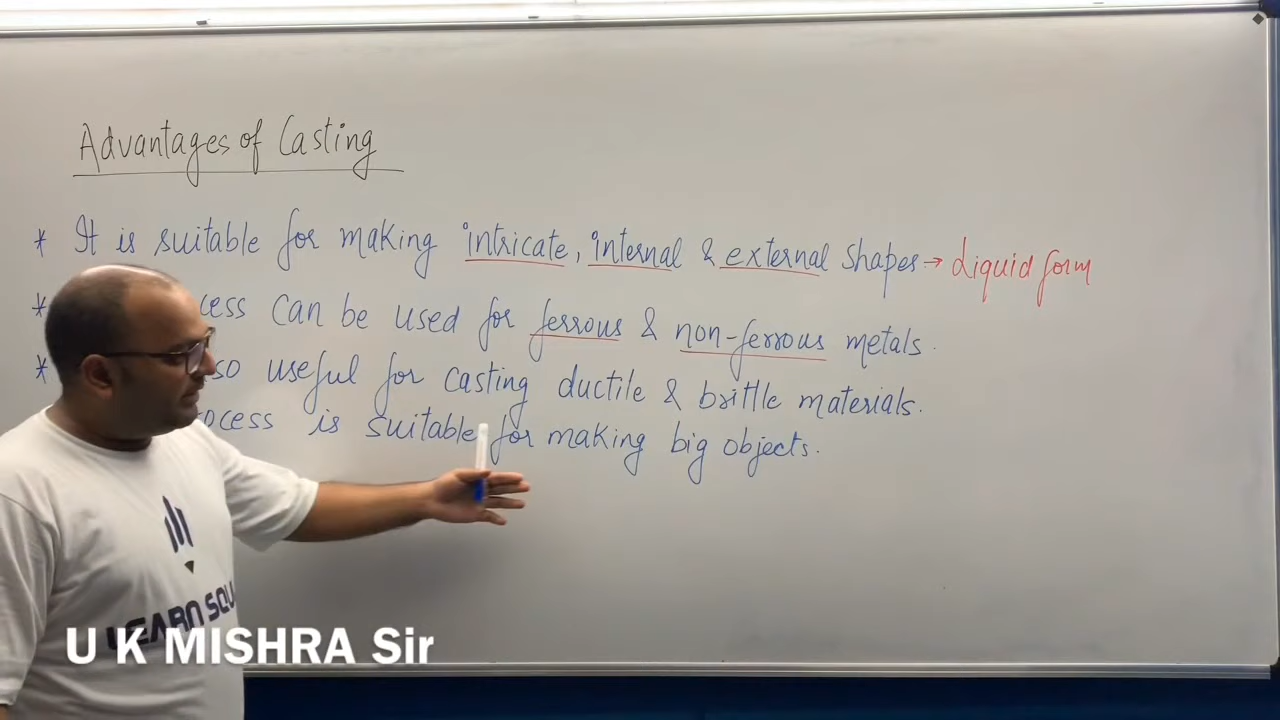 Advantages of Casting
* It is suitable for making intricate, internal & external shapes → Liquid form
* cess can be used for ferrous & non-ferrous metals.
* so useful for casting ductile & brittle materials.
ocess is suitable for making big objects.
LEARN SQU
U K MISHRA Sir